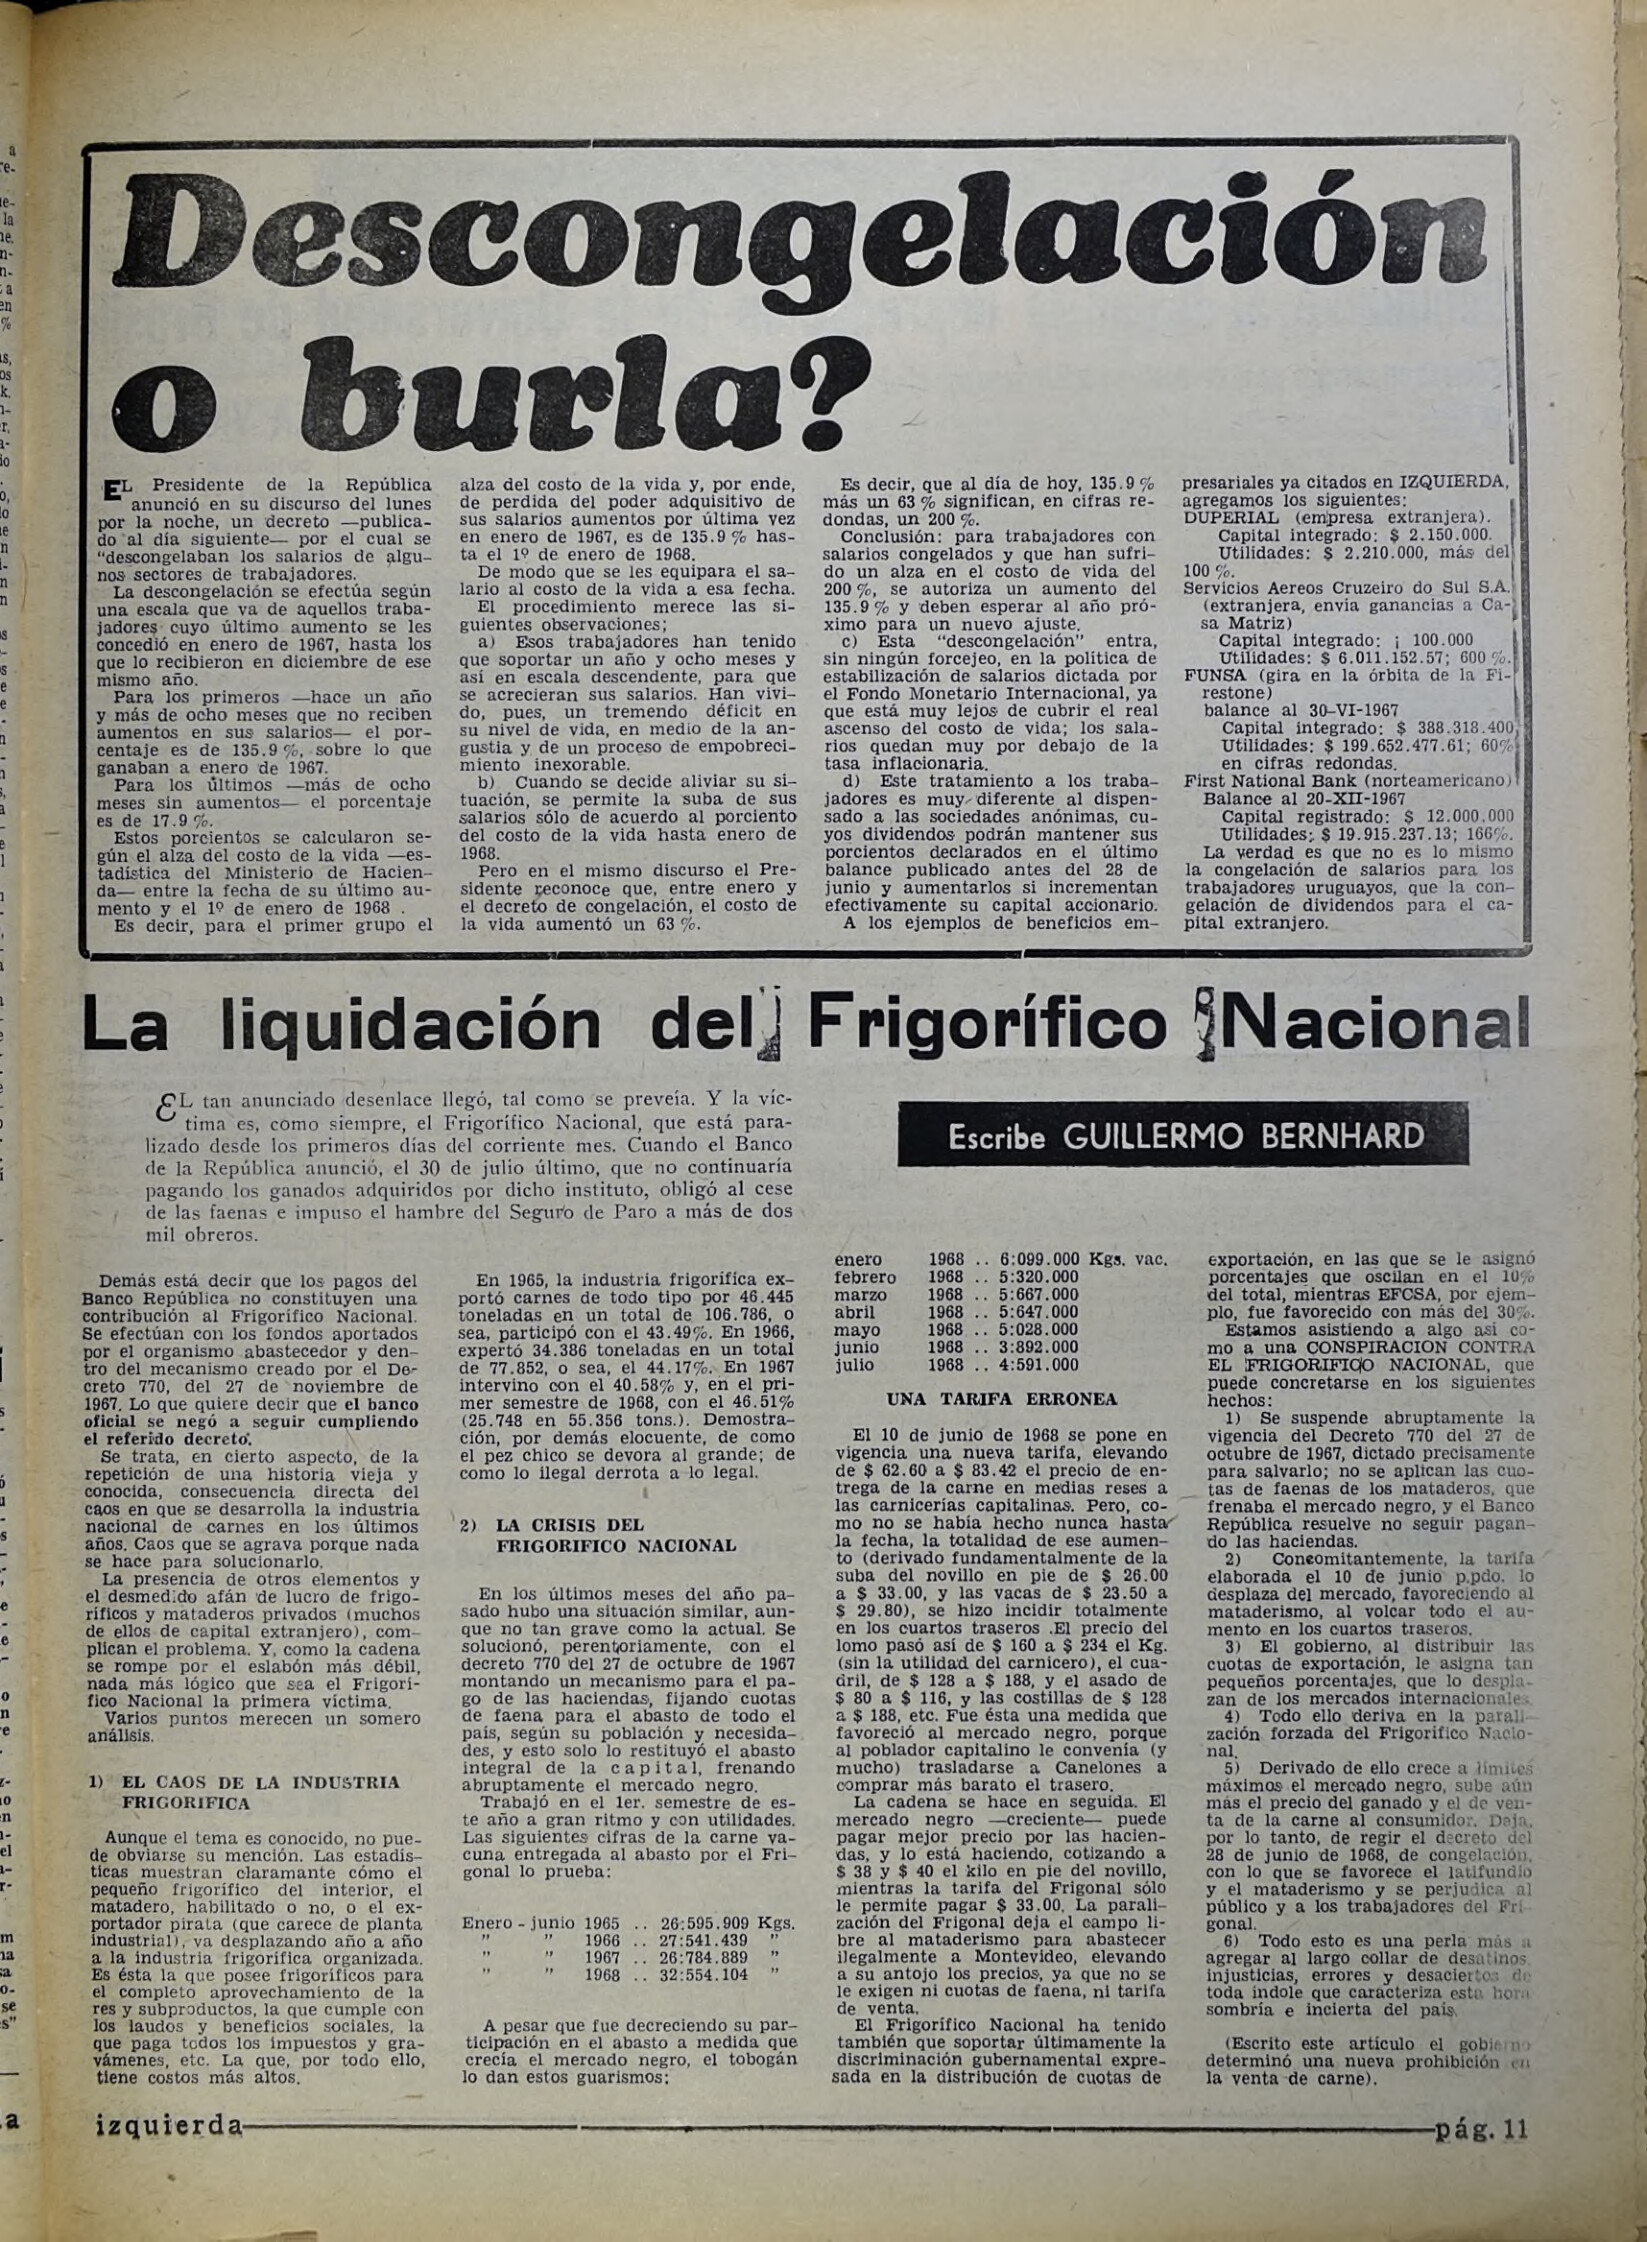 Descongelación
o burla?
EL Presidente de la República
anunció en su discurso del lunes
por la noche, un decreto —publica-
do al día siguiente— por el cual se
"descongelaban los salarios de algu-
nos sectores de trabajadores.
La descongelación se efectúa según
una escala que va de aquellos traba-
jadores cuyo último aumento se les
concedió en enero de 1967, hasta los
que lo recibieron en diciembre de ese
mismo año.
Para los primeros —hace un año
y más de ocho meses que no reciben
aumentos en sus salarios— el por-
centaje es de 135.9 %, sobre lo que
ganaban a enero de 1967.
Para los últimos —más de ocho
meses sin aumentos— el porcentaje
es de 17.9 %.
Estos porcientos se calcularon se-
gún el alza del costo de la vida —es-
tadística del Ministerio de Hacien-
da— entre la fecha de su último au-
mento y el 1º de enero de 1968 .
Es decir, para el primer grupo el
alza del costo de la vida y, por ende,
de perdida del poder adquisitivo de
sus salarios aumentos por última vez
en enero de 1967, es de 135.9 % has-
ta el 1º de enero de 1968.
De modo que se les equipara el sa-
lario al costo de la vida a esa fecha.
El procedimiento merece las si-
guientes observaciones;
a) Esos trabajadores han tenido
que soportar un año y ocho meses y
así en escala descendente, para que
se acrecieran sus salarios. Han vivi-
do, pues, un tremendo déficit en
su nivel de vida, en medio de la an-
gustia y de un proceso de empobreci-
miento inexorable.
b) Cuando se decide aliviar su si-
tuación, se permite la suba de sus
salarios sólo de acuerdo al porciento
del costo de la vida hasta enero de
1968.
Pero en el mismo discurso el Pre-
sidente reconoce que, entre enero y
el decreto de congelación, el costo de
la vida aumentó un 63 %.
Es decir, que al día de hoy, 135.9 %
más un 63 % significan, en cifras re-
dondas, un 200 %.
Conclusión: para trabajadores con
salarios congelados y que han sufri-
do un alza en el costo de vida del
200 %, se autoriza un aumento del
135.9 % y deben esperar al año pró-
ximo para un nuevo ajuste.
c) Esta "descongelación" entra,
sin ningún forcejeo, en la política de
estabilización de salarios dictada por
el Fondo Monetario Internacional, ya
que está muy lejos de cubrir el real
ascenso del costo de vida; los sala-
rios quedan muy por debajo de la
tasa inflacionaria.
d) Este tratamiento a los traba-
jadores es muy diferente al dispen-
sado a las sociedades anónimas, cu-
yos dividendos podrán mantener sus
porcientos declarados en el último
balance publicado antes del 28 de
junio y aumentarlos si incrementan
efectivamente su capital accionario.
A los ejemplos de beneficios em-
presariales ya citados en IZQUIERDA,
agregamos los siguientes:
DUPERIAL (empresa extranjera).
Capital integrado: $ 2.150.000.
Utilidades: $ 2.210.000, más del
100 %.
Servicios Aereos Cruzeiro do Sul S.A.
(extranjera, envía ganancias a Ca-
sa Matriz)
Capital integrado: ¡ 100.000
Utilidades: $ 6.011.152.57; 600 %.
FUNSA (gira en la órbita de la Fi-
restone)
balance al 30-VI-1967
Capital integrado: $ 388.318.400,
Utilidades: $ 199.652.477.61; 60%
en cifras redondas.
First National Bank (norteamericano)
Balance al 20-XII-1967
Capital registrado: $ 12.000.000
Utilidades: $ 19.915.237.13; 166%.
La verdad es que no es lo mismo
la congelación de salarios para los
trabajadores uruguayos, que la con-
gelación de dividendos para el ca-
pital extranjero.
La liquidación del Frigorífico Nacional
EL tan anunciado desenlace llegó, tal como se preveía. Y la víc-
tima es, como siempre, el Frigorífico Nacional, que está para-
lizado desde los primeros días del corriente mes. Cuando el Banco
de la República anunció, el 30 de julio último, que no continuaría
pagando los ganados adquiridos por dicho instituto, obligó al cese
de las faenas e impuso el hambre del Seguro de Paro a más de dos
mil obreros.
Escribe GUILLERMO BERNHARD
Demás está decir que los pagos del
Banco República no constituyen una
contribución al Frigorífico Nacional.
Se efectúan con los fondos aportados
por el organismo abastecedor y den-
tro del mecanismo creado por el De-
creto 770, del 27 de noviembre de
1967. Lo que quiere decir que el banco
oficial se negó a seguir cumpliendo
el referido decreto.
Se trata, en cierto aspecto, de la
repetición de una historia vieja y
conocida, consecuencia directa del
caos en que se desarrolla la industria
nacional de carnes en los últimos
años. Caos que se agrava porque nada
se hace para solucionarlo.
La presencia de otros elementos y
el desmedido afán de lucro de frigo-
ríficos y mataderos privados (muchos
de ellos de capital extranjero), com-
plican el problema. Y, como la cadena
se rompe por el eslabón más débil,
nada más lógico que sea el Frigorí-
fico Nacional la primera víctima.
Varios puntos merecen un somero
análisis.
1) EL CAOS DE LA INDUSTRIA
FRIGORIFICA
Aunque el tema es conocido, no pue-
de obviarse su mención. Las estadís-
ticas muestran claramante cómo el
pequeño frigorífico del interior, el
matadero, habilitado o no, o el ex-
portador pirata (que carece de planta
industrial), va desplazando año a año
a la industria frigorífica organizada.
Es ésta la que posee frigoríficos para
el completo aprovechamiento de la
res y subproductos, la que cumple con
los laudos y beneficios sociales, la
que paga todos los impuestos y gra-
vámenes, etc. La que, por todo ello,
tiene costos más altos.
En 1965, la industria frigorífica ex-
portó carnes de todo tipo por 46.445
toneladas en un total de 106.786, o
sea, participó con el 43.49%. En 1966,
expertó 34.386 toneladas en un total
de 77.852, o sea, el 44.17%. En 1967
intervino con el 40.58% y, en el pri-
mer semestre de 1968, con el 46.51%
(25.748 en 55.356 tons.). Demostra-
ción, por demás elocuente, de como
el pez chico se devora al grande; de
como lo ilegal derrota a lo legal.
2) LA CRISIS DEL
FRIGORIFICO NACIONAL
En los últimos meses del año pa-
sado hubo una situación similar, aun-
que no tan grave como la actual. Se
solucionó, perentoriamente, con el
decreto 770 del 27 de octubre de 1967
montando un mecanismo para el pa-
go de las haciendas, fijando cuotas
de faena para el abasto de todo el
país, según su población y necesida-
des, y esto solo lo restituyó el abasto
integral de la capital, frenando
abruptamente el mercado negro.
Trabajó en el 1er. semestre de es-
te año a gran ritmo y con utilidades.
Las siguientes cifras de la carne va-
cuna entregada al abasto por el Fri-
gonal lo prueba:
Enero - junio 1965 .. 26:595.909 Kgs.
" " 1966 .. 27:541.439 "
" " 1967 .. 26:784.889 "
" " 1968 .. 32:554.104 "
A pesar que fue decreciendo su par-
ticipación en el abasto a medida que
crecía el mercado negro, el tobogán
lo dan estos guarismos:
enero 1968 .. 6:099.000 Kgs. vac.
febrero 1968 .. 5:320.000
marzo 1968 .. 5:667.000
abril 1968 .. 5:647.000
mayo 1968 .. 5:028.000
junio 1968 .. 3:892.000
julio 1968 .. 4:591.000
UNA TARIFA ERRONEA
El 10 de junio de 1968 se pone en
vigencia una nueva tarifa, elevando
de $ 62.60 a $ 83.42 el precio de en-
trega de la carne en medias reses a
las carnicerías capitalinas. Pero, co-
mo no se había hecho nunca hasta
la fecha, la totalidad de ese aumen-
to (derivado fundamentalmente de la
suba del novillo en pie de $ 26.00
a $ 33.00, y las vacas de $ 23.50 a
$ 29.80), se hizo incidir totalmente
en los cuartos traseros .El precio del
lomo pasó así de $ 160 a $ 234 el Kg.
(sin la utilidad del carnicero), el cua-
dril, de $ 128 a $ 188, y el asado de
$ 80 a $ 116, y las costillas de $ 128
a $ 188, etc. Fue ésta una medida que
favoreció al mercado negro, porque
al poblador capitalino le convenía (y
mucho) trasladarse a Canelones a
comprar más barato el trasero.
La cadena se hace en seguida. El
mercado negro —creciente— puede
pagar mejor precio por las hacien-
das, y lo está haciendo, cotizando a
$ 38 y $ 40 el kilo en pie del novillo,
mientras la tarifa del Frigonal sólo
le permite pagar $ 33.00. La parali-
zación del Frigonal deja el campo li-
bre al mataderismo para abastecer
ilegalmente a Montevideo, elevando
a su antojo los precios, ya que no se
le exigen ni cuotas de faena, ni tarifa
de venta.
El Frigorífico Nacional ha tenido
también que soportar últimamente la
discriminación gubernamental expre-
sada en la distribución de cuotas de
exportación, en las que se le asignó
porcentajes que oscilan en el 10%
del total, mientras EFCSA, por ejem-
plo, fue favorecido con más del 30%.
Estamos asistiendo a algo así co-
mo a una CONSPIRACION CONTRA
EL FRIGORIFICIO NACIONAL, que
puede concretarse en los siguientes
hechos:
1) Se suspende abruptamente la
vigencia del Decreto 770 del 27 de
octubre de 1967, dictado precisamente
para salvarlo; no se aplican las cuo-
tas de faenas de los mataderos, que
frenaba el mercado negro, y el Banco
República resuelve no seguir pagan-
do las haciendas.
2) Concomitantemente, la tarifa
elaborada el 10 de junio p.pdo. lo
desplaza del mercado, favoreciendo al
mataderismo, al volcar todo el au-
mento en los cuartos traseros.
3) El gobierno, al distribuir las
cuotas de exportación, le asigna tan
pequeños porcentajes, que lo despla-
zan de los mercados internacionales.
4) Todo ello deriva en la parali-
zación forzada del Frigorífico Nacio-
nal.
5) Derivado de ello crece a límites
máximos el mercado negro, sube aún
más el precio del ganado y el de ven-
ta de la carne al consumidor. Deja,
por lo tanto, de regir el decreto del
28 de junio de 1968, de congelación,
con lo que se favorece el latifundio
y el mataderismo y se perjudica al
público y a los trabajadores del Fri-
gonal.
6) Todo esto es una perla más a
agregar al largo collar de desatinos,
injusticias, errores y desaciertos de
toda índole que caracteriza esta hora
sombría e incierta del país.
(Escrito este artículo el gobierno
determinó una nueva prohibición en
la venta de carne).
izquierda
pág. 11